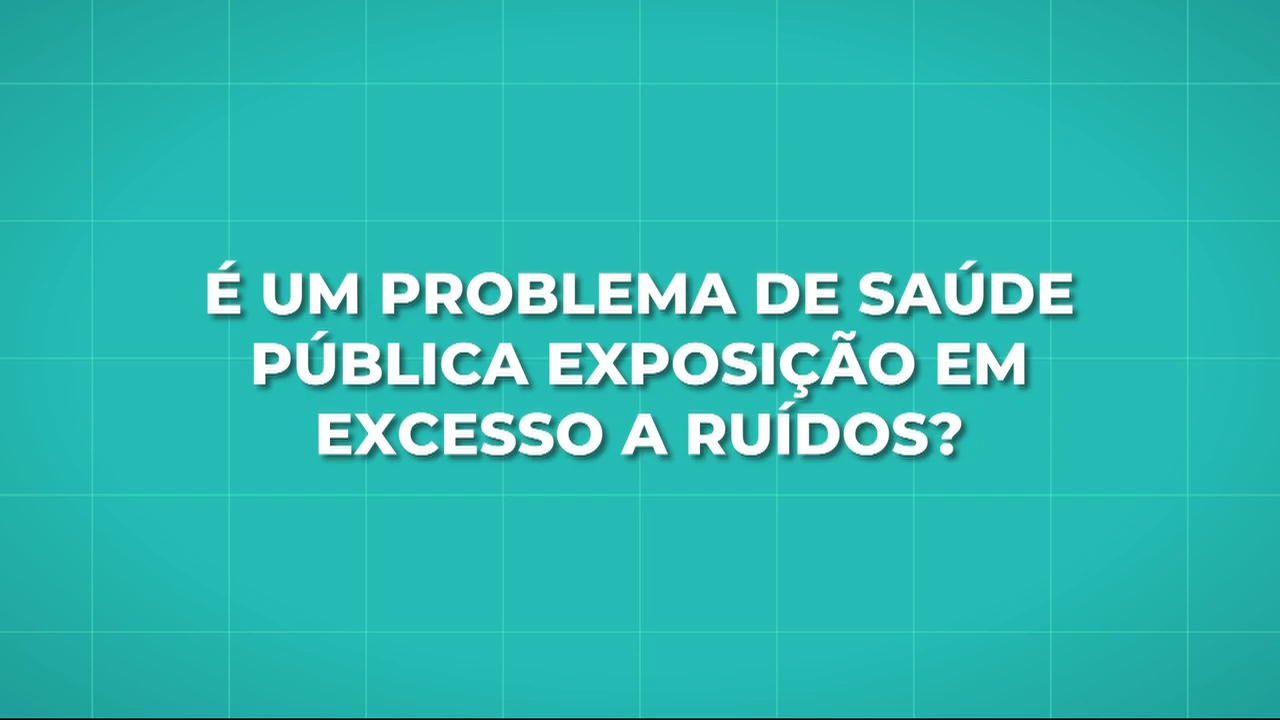 É UM PROBLEMA DE SAÚDE
PÚBLICA EXPOSIÇÃO EM
EXCESSO A RUÍDOS?